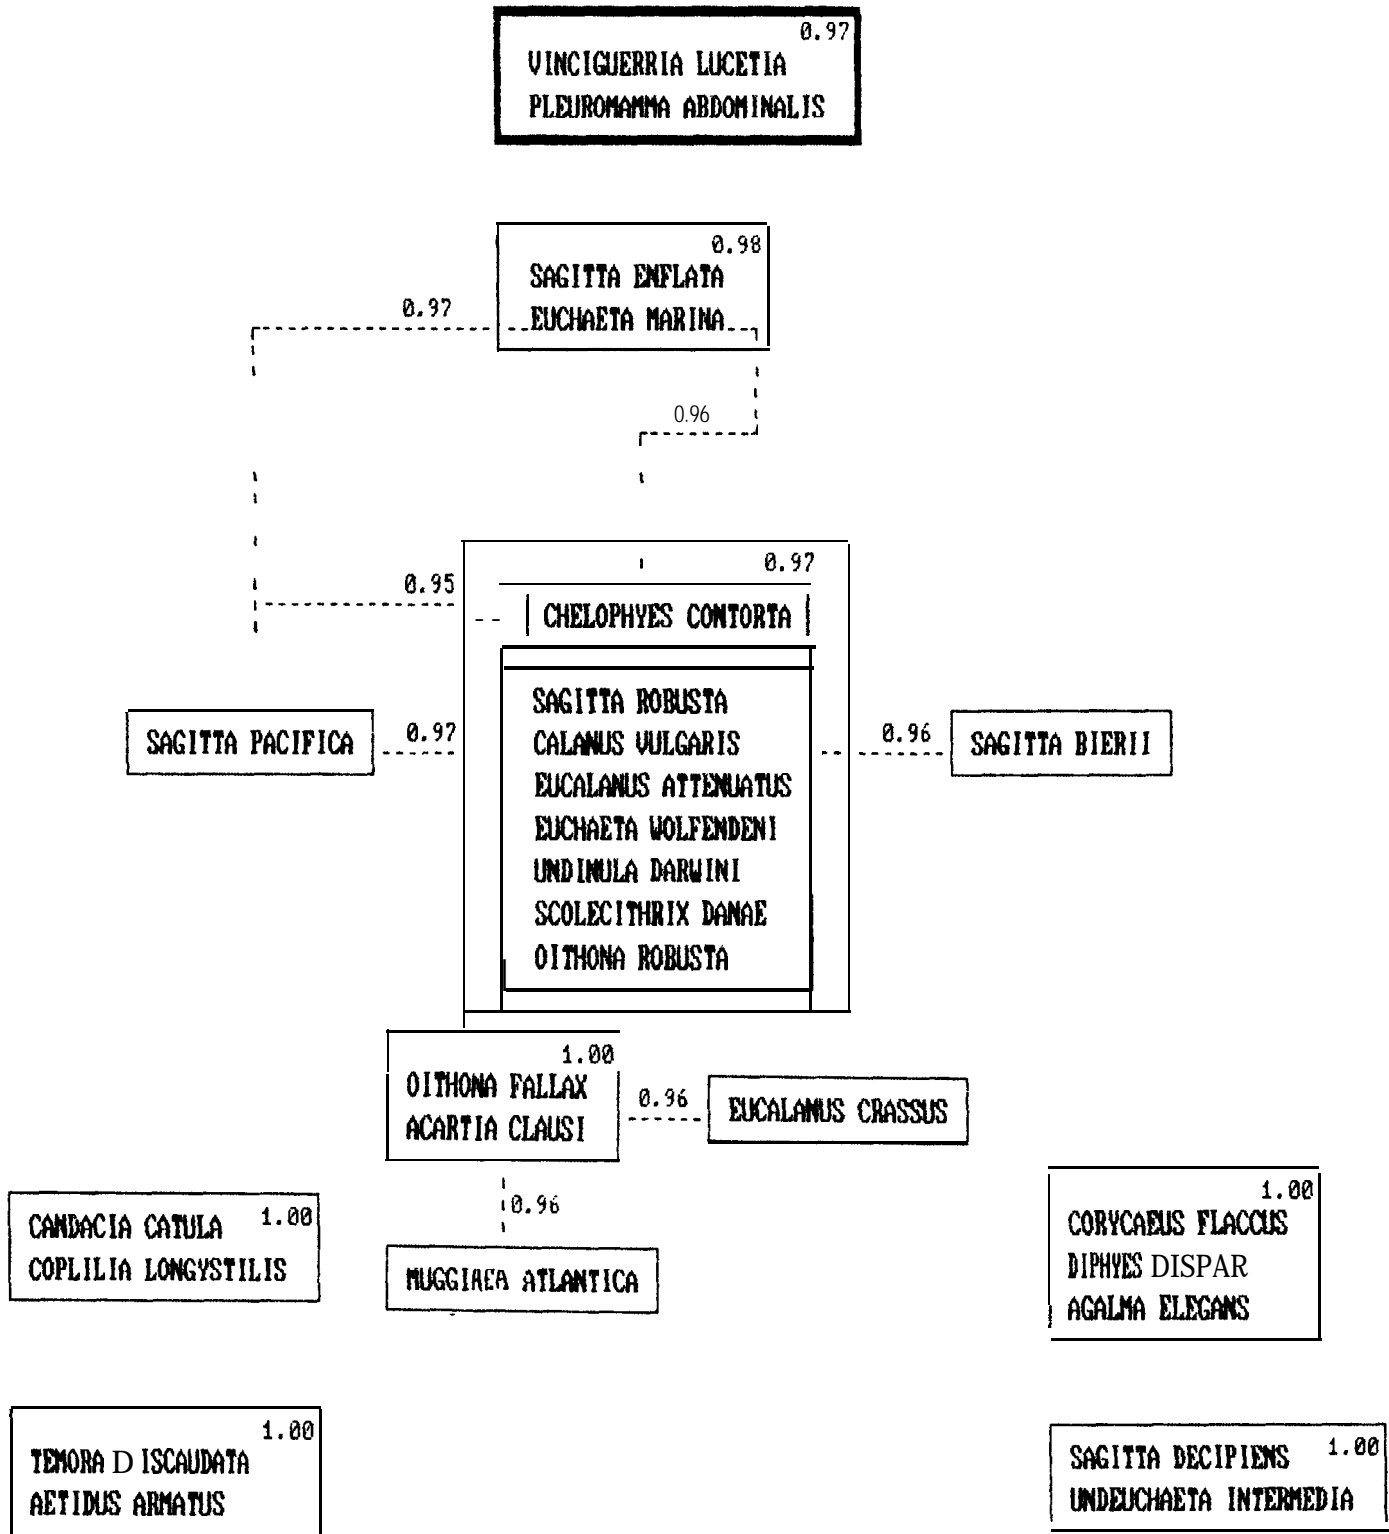 0.97
VINCIGUERRIA LUCETIA
PLEUROMAMMA ABDOMINALIS
0.98
SAGITTA ENFLATA
EUCHAETA MARINA
0.97
0.96
0.97
0.95
CHELOPHYES CONTORTA
SAGITTA ROBUSTA
CALANUS VULGARIS
EUCALANUS ATTENUATUS
EUCHAETA WOLFENDENI
UNDINULA DARWINI
SCOLECITHRIX DANAE
OITHONA ROBUSTA
SAGITTA PACIFICA
0.97
0.96
SAGITTA BIERII
1.00
OITHONA FALLAX
ACARTIA CLAUSI
0.96
EUCALANUS CRASSUS
0.96
MUGGIAEA ATLANTICA
CANDACIA CATULA 1.00
COPLILIA LONGYSTILIS
1.00
CORYCAEUS FLACCUS
DIPHYES DISPAR
AGALMA ELEGANS
1.00
TEMORA D ISCAUDATA
AETIDUS ARMATUS
SAGITTA DECIPIENS 1.00
UNDEUCHAETA INTERMEDIA